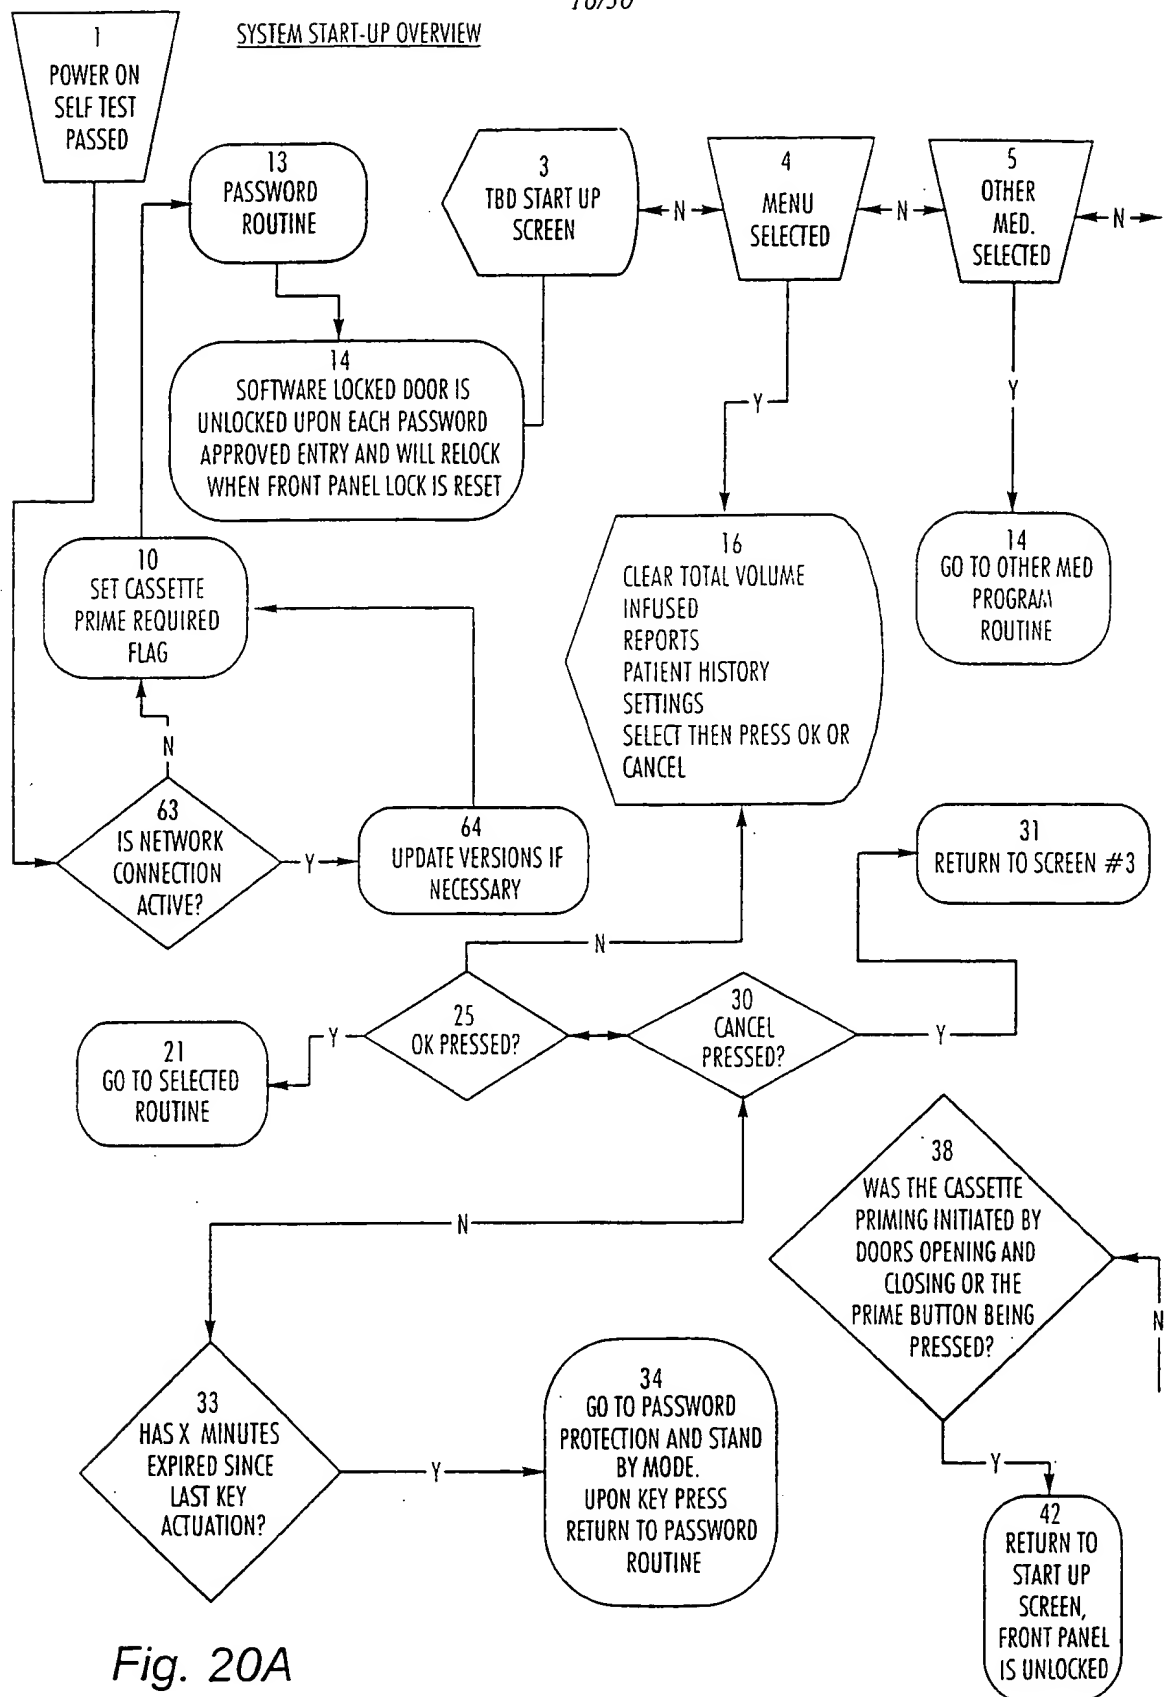 SYSTEM START-UP OVERVIEW
1
POWER ON
SELF TEST
PASSED
13
PASSWORD
ROUTINE
3
TBD START UP
SCREEN
N
4
MENU
SELECTED
N
5
OTHER
MED.
SELECTED
N
14
SOFTWARE LOCKED DOOR IS
UNLOCKED UPON EACH PASSWORD
APPROVED ENTRY AND WILL RELOCK
WHEN FRONT PANEL LOCK IS RESET
Y
Y
10
SET CASSETTE
PRIME REQUIRED
FLAG
16
CLEAR TOTAL VOLUME
INFUSED
REPORTS
PATIENT HISTORY
SETTINGS
SELECT THEN PRESS OK OR
CANCEL
14
GO TO OTHER MED
PROGRAM
ROUTINE
N
63
IS NETWORK
CONNECTION
ACTIVE?
Y
64
UPDATE VERSIONS IF
NECESSARY
31
RETURN TO SCREEN #3
N
25
OK PRESSED?
Y
30
CANCEL
PRESSED?
Y
21
GO TO SELECTED
ROUTINE
N
38
WAS THE CASSETTE
PRIMING INITIATED BY
DOORS OPENING AND
CLOSING OR THE
PRIME BUTTON BEING
PRESSED?
N
33
HAS X MINUTES
EXPIRED SINCE
LAST KEY
ACTUATION?
Y
34
GO TO PASSWORD
PROTECTION AND STAND
BY MODE.
UPON KEY PRESS
RETURN TO PASSWORD
ROUTINE
Y
42
RETURN TO
START UP
SCREEN,
FRONT PANEL
IS UNLOCKED
Fig. 20A